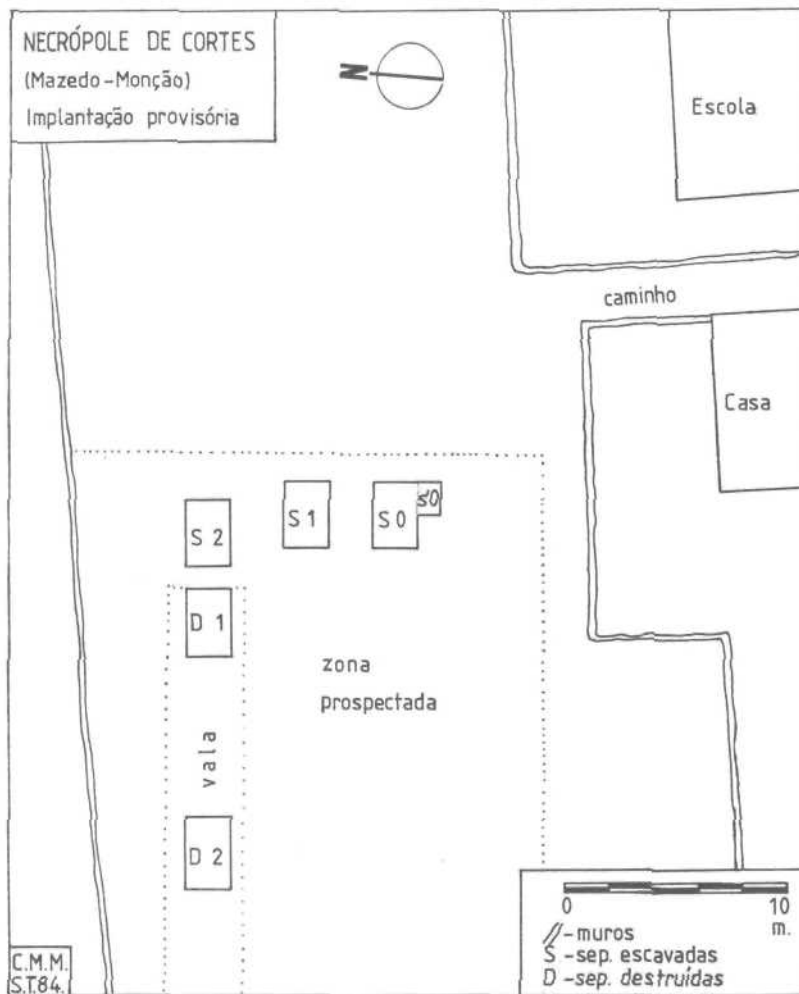 NECRÓPOLE DE CORTES
(Mazedo-Monção)
Implantação provisória
N
Escola
caminho
Casa
S 2
S 1
S 0
S0
D 1
zona
prospectada
vala
D 2
0 10
m.
//-muros
S -sep. escavadas
D -sep. destruídas
C.M.M.
S.T.84.